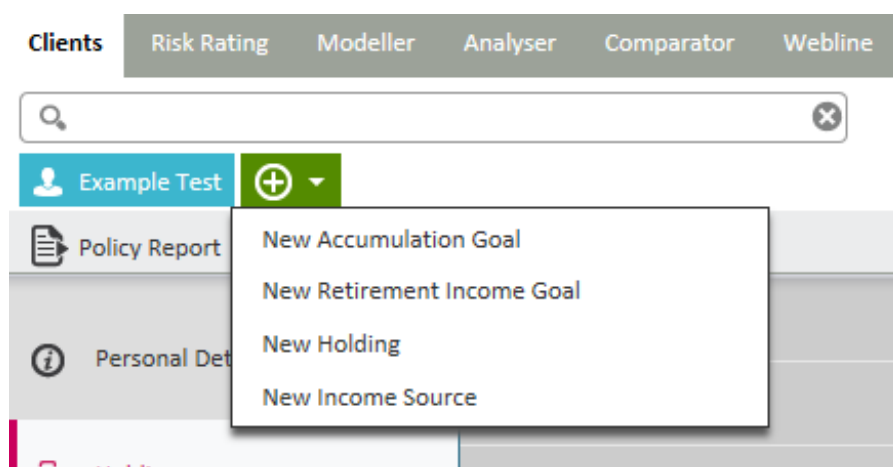 Clients Risk Rating Modeller Analyser Comparator Webline
Example Test
Policy Report
New Accumulation Goal
New Retirement Income Goal
New Holding
New Income Source
Personal Det